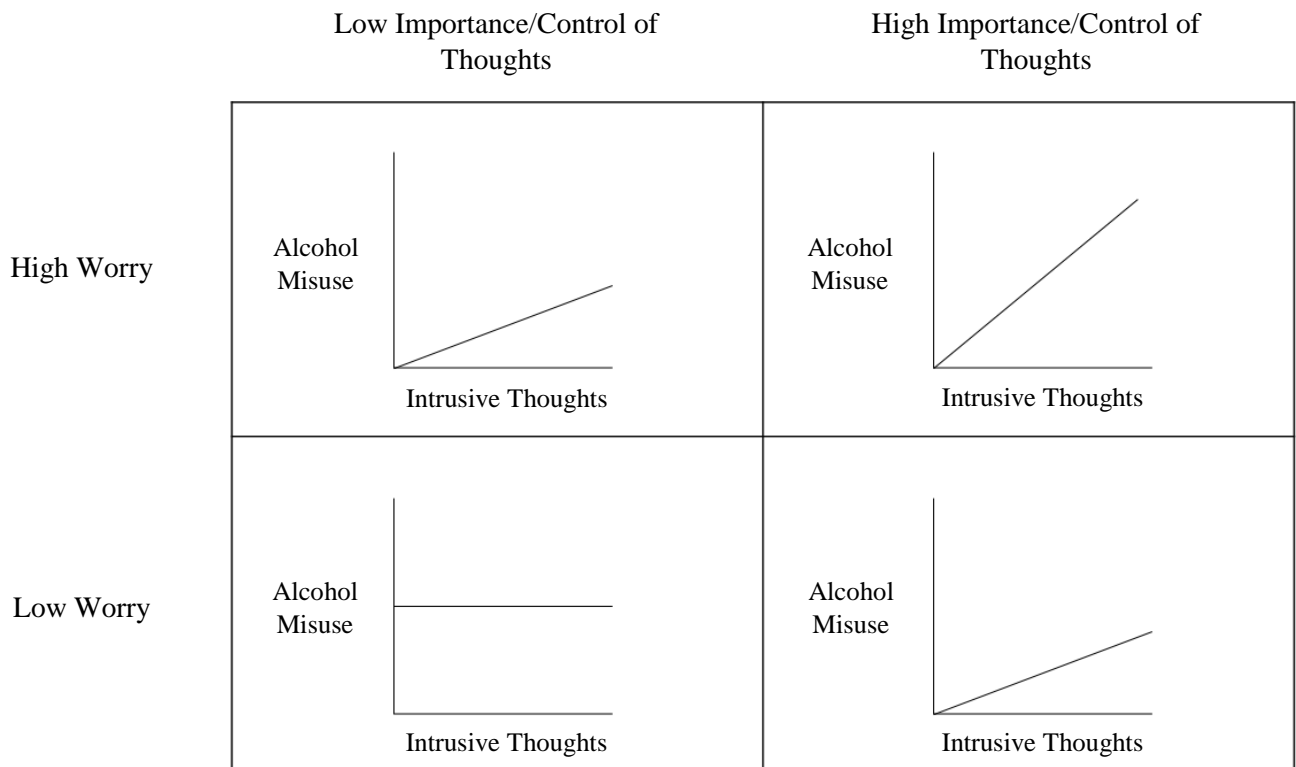 Low Importance/Control of
Thoughts
High Importance/Control of
Thoughts
High Worry
Alcohol
Misuse
Intrusive Thoughts
Alcohol
Misuse
Intrusive Thoughts
Low Worry
Alcohol
Misuse
Intrusive Thoughts
Alcohol
Misuse
Intrusive Thoughts